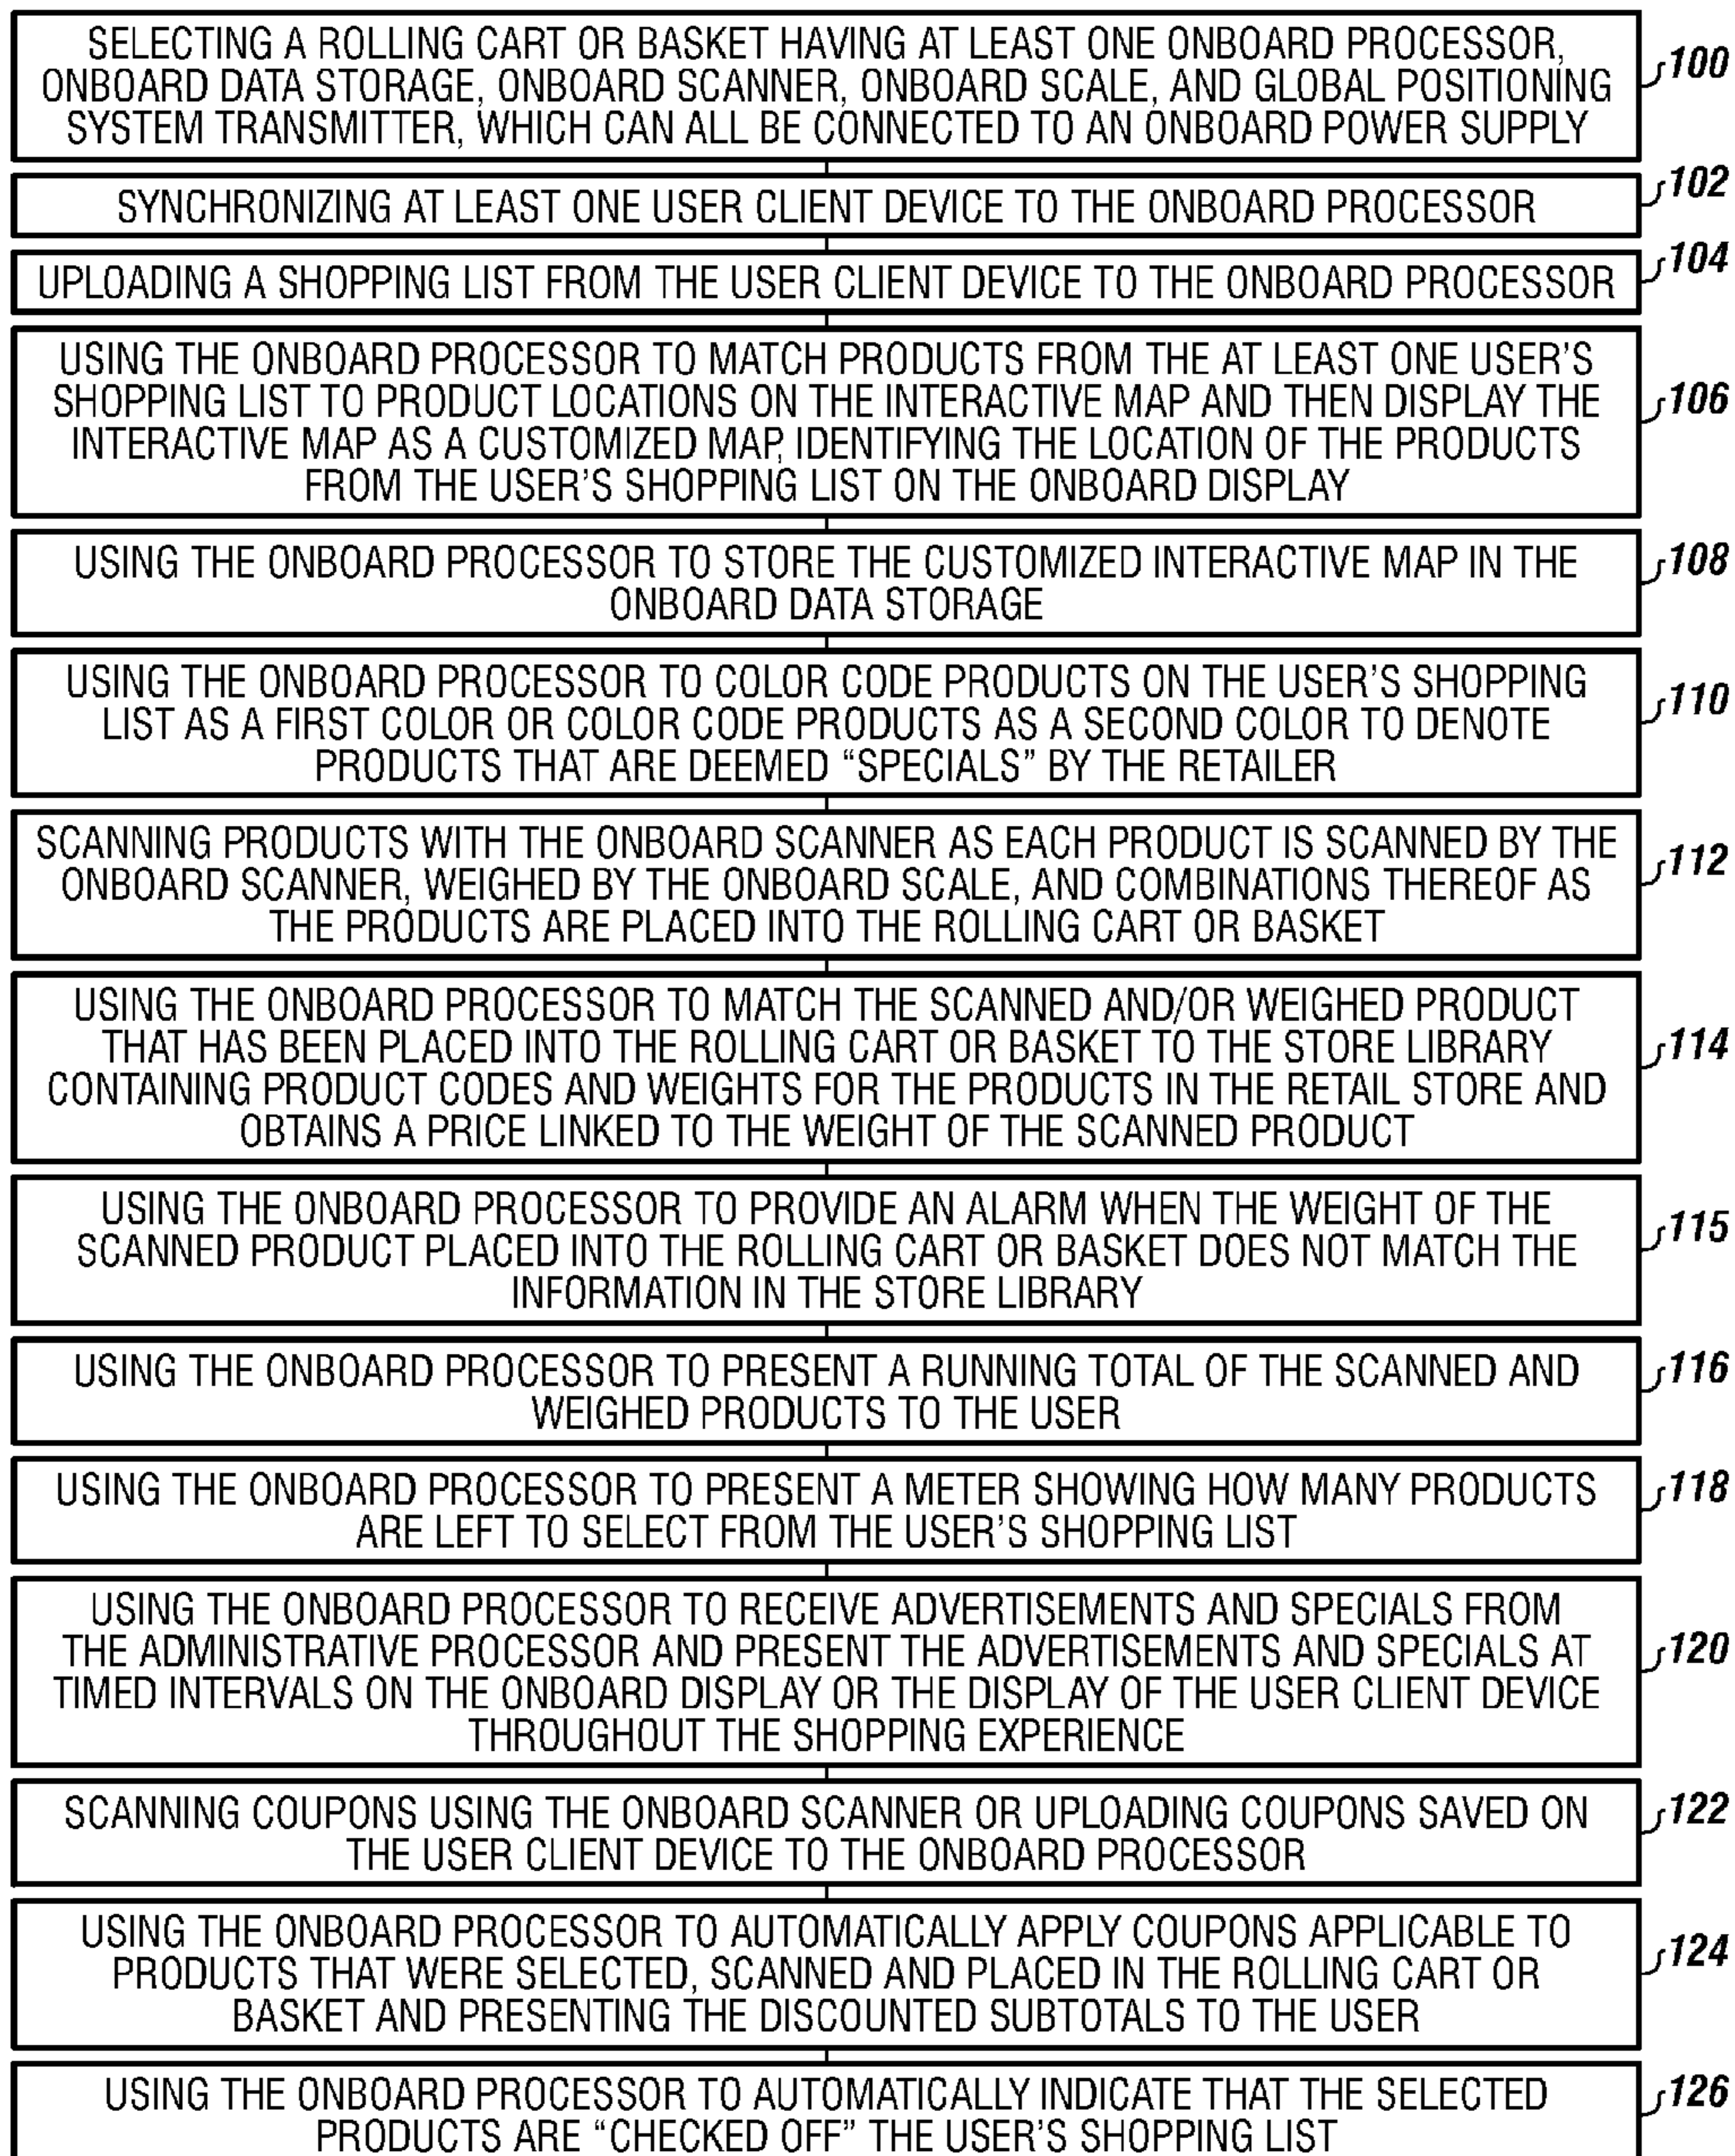 SELECTING A ROLLING CART OR BASKET HAVING AT LEAST ONE ONBOARD PROCESSOR,
ONBOARD DATA STORAGE, ONBOARD SCANNER, ONBOARD SCALE, AND GLOBAL POSITIONING
SYSTEM TRANSMITTER, WHICH CAN ALL BE CONNECTED TO AN ONBOARD POWER SUPPLY
100
SYNCHRONIZING AT LEAST ONE USER CLIENT DEVICE TO THE ONBOARD PROCESSOR
102
UPLOADING A SHOPPING LIST FROM THE USER CLIENT DEVICE TO THE ONBOARD PROCESSOR
104
USING THE ONBOARD PROCESSOR TO MATCH PRODUCTS FROM THE AT LEAST ONE USER'S
SHOPPING LIST TO PRODUCT LOCATIONS ON THE INTERACTIVE MAP AND THEN DISPLAY THE
INTERACTIVE MAP AS A CUSTOMIZED MAP, IDENTIFYING THE LOCATION OF THE PRODUCTS
FROM THE USER'S SHOPPING LIST ON THE ONBOARD DISPLAY
106
USING THE ONBOARD PROCESSOR TO STORE THE CUSTOMIZED INTERACTIVE MAP IN THE
ONBOARD DATA STORAGE
108
USING THE ONBOARD PROCESSOR TO COLOR CODE PRODUCTS ON THE USER'S SHOPPING
LIST AS A FIRST COLOR OR COLOR CODE PRODUCTS AS A SECOND COLOR TO DENOTE
PRODUCTS THAT ARE DEEMED “SPECIALS” BY THE RETAILER
110
SCANNING PRODUCTS WITH THE ONBOARD SCANNER AS EACH PRODUCT IS SCANNED BY THE
ONBOARD SCANNER, WEIGHED BY THE ONBOARD SCALE, AND COMBINATIONS THEREOF AS
THE PRODUCTS ARE PLACED INTO THE ROLLING CART OR BASKET
112
USING THE ONBOARD PROCESSOR TO MATCH THE SCANNED AND/OR WEIGHED PRODUCT
THAT HAS BEEN PLACED INTO THE ROLLING CART OR BASKET TO THE STORE LIBRARY
CONTAINING PRODUCT CODES AND WEIGHTS FOR THE PRODUCTS IN THE RETAIL STORE AND
OBTAINS A PRICE LINKED TO THE WEIGHT OF THE SCANNED PRODUCT
114
USING THE ONBOARD PROCESSOR TO PROVIDE AN ALARM WHEN THE WEIGHT OF THE
SCANNED PRODUCT PLACED INTO THE ROLLING CART OR BASKET DOES NOT MATCH THE
INFORMATION IN THE STORE LIBRARY
115
USING THE ONBOARD PROCESSOR TO PRESENT A RUNNING TOTAL OF THE SCANNED AND
WEIGHED PRODUCTS TO THE USER
116
USING THE ONBOARD PROCESSOR TO PRESENT A METER SHOWING HOW MANY PRODUCTS
ARE LEFT TO SELECT FROM THE USER'S SHOPPING LIST
118
USING THE ONBOARD PROCESSOR TO RECEIVE ADVERTISEMENTS AND SPECIALS FROM
THE ADMINISTRATIVE PROCESSOR AND PRESENT THE ADVERTISEMENTS AND SPECIALS AT
TIMED INTERVALS ON THE ONBOARD DISPLAY OR THE DISPLAY OF THE USER CLIENT DEVICE
THROUGHOUT THE SHOPPING EXPERIENCE
120
SCANNING COUPONS USING THE ONBOARD SCANNER OR UPLOADING COUPONS SAVED ON
THE USER CLIENT DEVICE TO THE ONBOARD PROCESSOR
122
USING THE ONBOARD PROCESSOR TO AUTOMATICALLY APPLY COUPONS APPLICABLE TO
PRODUCTS THAT WERE SELECTED, SCANNED AND PLACED IN THE ROLLING CART OR
BASKET AND PRESENTING THE DISCOUNTED SUBTOTALS TO THE USER
124
USING THE ONBOARD PROCESSOR TO AUTOMATICALLY INDICATE THAT THE SELECTED
PRODUCTS ARE “CHECKED OFF” THE USER'S SHOPPING LIST
126